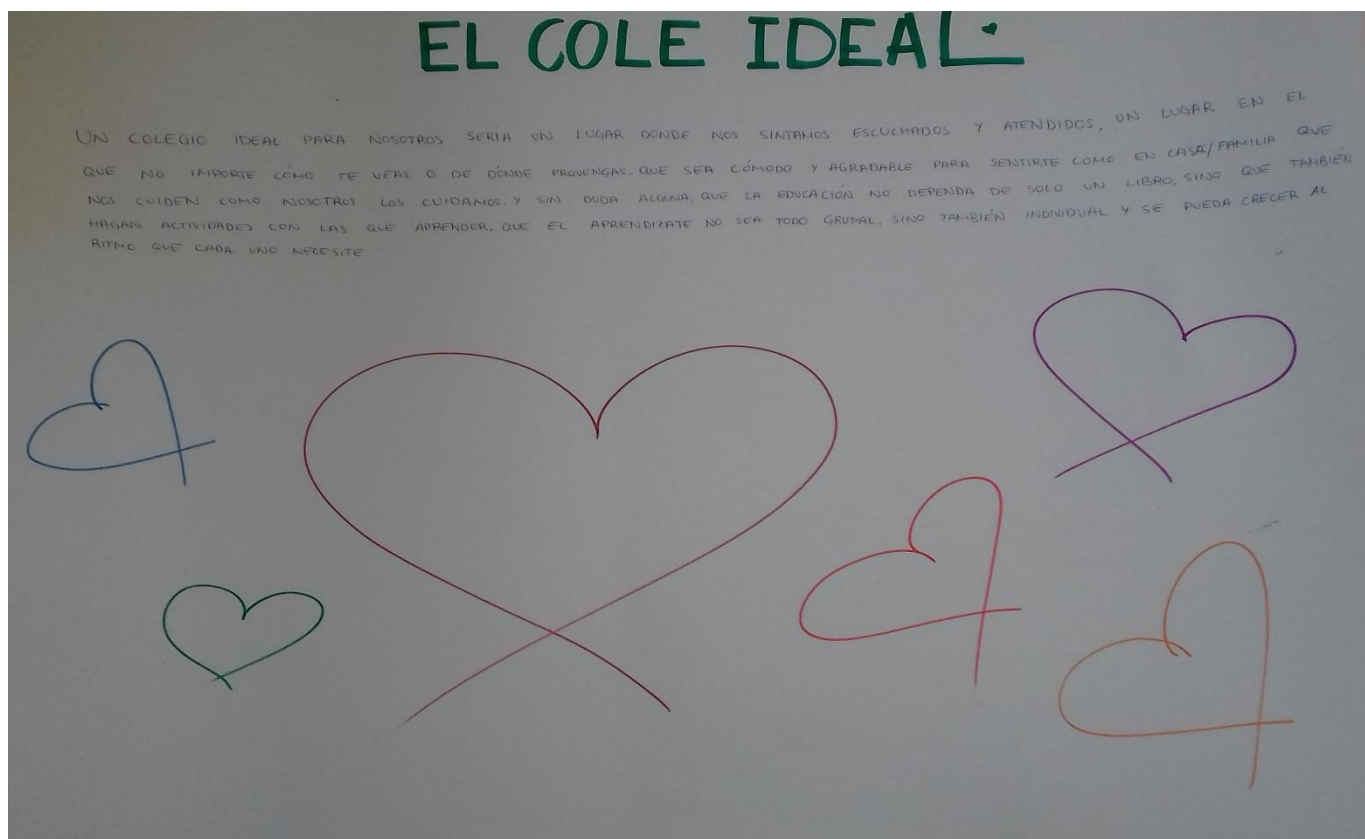 EL COLE IDEAL
UN COLEGIO IDEAL PARA NOSOTROS SERIA UN LUGAR DONDE NOS SINTAMOS ESCUCHADOS Y ATENDIDOS, UN LUGAR EN EL
QUE NO IMPORTE CÓMO TE VEAS O DE DÓNDE PROVENGAS. QUE SEA CÓMODO Y AGRADABLE PARA SENTIRTE COMO EN CASA/FAMILIA QUE
NOS CUIDEN COMO NOSOTROS LOS CUIDAMOS. Y SIN DUDA ALGUNA, QUE LA EDUCACIÓN NO DEPENDA DE SOLO UN LIBRO, SINO QUE TAMBIÉN
HAGAN ACTIVIDADES CON LAS QUE APRENDER. QUE EL APRENDIZATE NO SEA TODO GRUPAL, SINO TAMBIÉN INDIVIDUAL Y SE PUEDA CRECER AL
RITMO QUE CADA UNO NECESITE